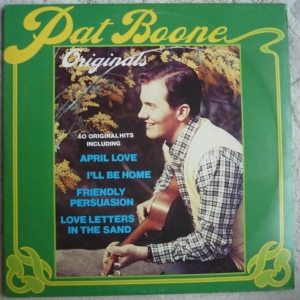 Pat Boone
Originals
40 ORIGINAL HITS
INCLUDING
APRIL LOVE
I'LL BE HOME
FRIENDLY
PERSUASION
LOVE LETTERS
IN THE SAND